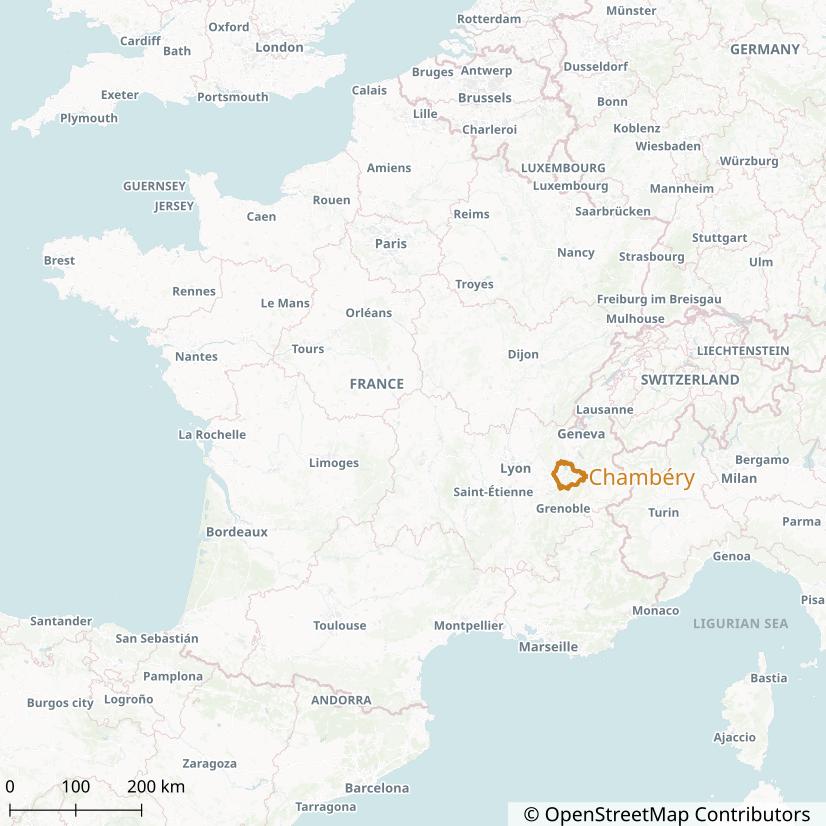 Münster
Rotterdam
Oxford
Cardiff
London
Bath
GERMANY
Dusseldorf
Bruges
Antwerp
Calais
Exeter
Portsmouth
Brussels
Bonn
Plymouth
Lille
Charleroi
Koblenz
Wiesbaden
Würzburg
Amiens
LUXEMBOURG
Luxembourg
GUERNSEY
Mannheim
JERSEY
Rouen
Caen
Reims
Saarbrücken
Paris
Stuttgart
Nancy
Strasbourg
Brest
Ulm
Troyes
Rennes
Le Mans
Freiburg im Breisgau
Orléans
Mulhouse
Tours
Nantes
Dijon
LIECHTENSTEIN
FRANCE
SWITZERLAND
Lausanne
La Rochelle
Geneva
Limoges
Lyon
Bergamo
Chambéry
Milan
Saint-Étienne
Grenoble
Turin
Parma
Bordeaux
Genoa
Pisa
Monaco
Santander
Toulouse
Montpellier
LIGURIAN SEA
San Sebastián
Marseille
Pamplona
Bastia
Burgos city
Logroño
ANDORRA
Ajaccio
Zaragoza
Barcelona
Tarragona
0 100 200 km
© OpenStreetMap Contributors